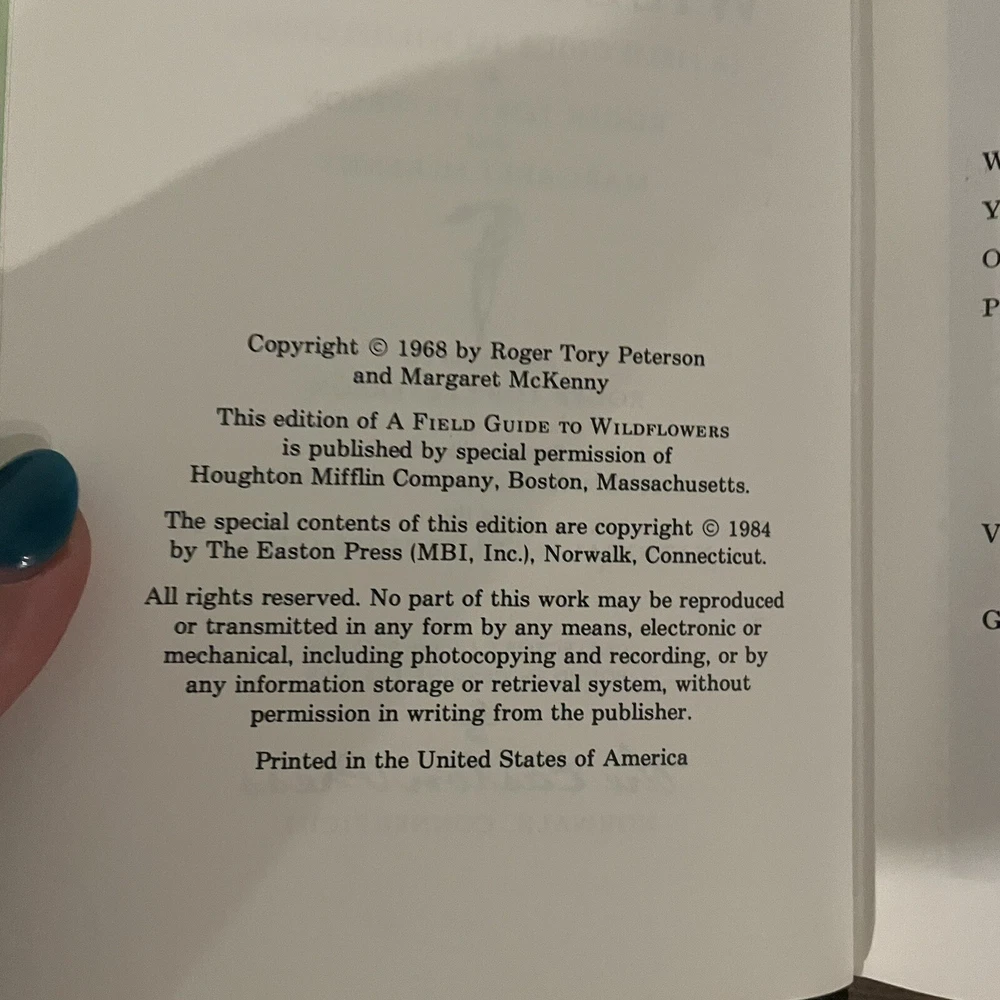 Copyright © 1968 by Roger Tory Peterson
and Margaret McKenny
This edition of A FIELD GUIDE TO WILDFLOWERS
is published by special permission of
Houghton Mifflin Company, Boston, Massachusetts.
The special contents of this edition are copyright © 1984
by The Easton Press (MBI, Inc.), Norwalk, Connecticut.
All rights reserved. No part of this work may be reproduced
or transmitted in any form by any means, electronic or
mechanical, including photocopying and recording, or by
any information storage or retrieval system, without
permission in writing from the publisher.
Printed in the United States of America
W
Y
O
P
V
G